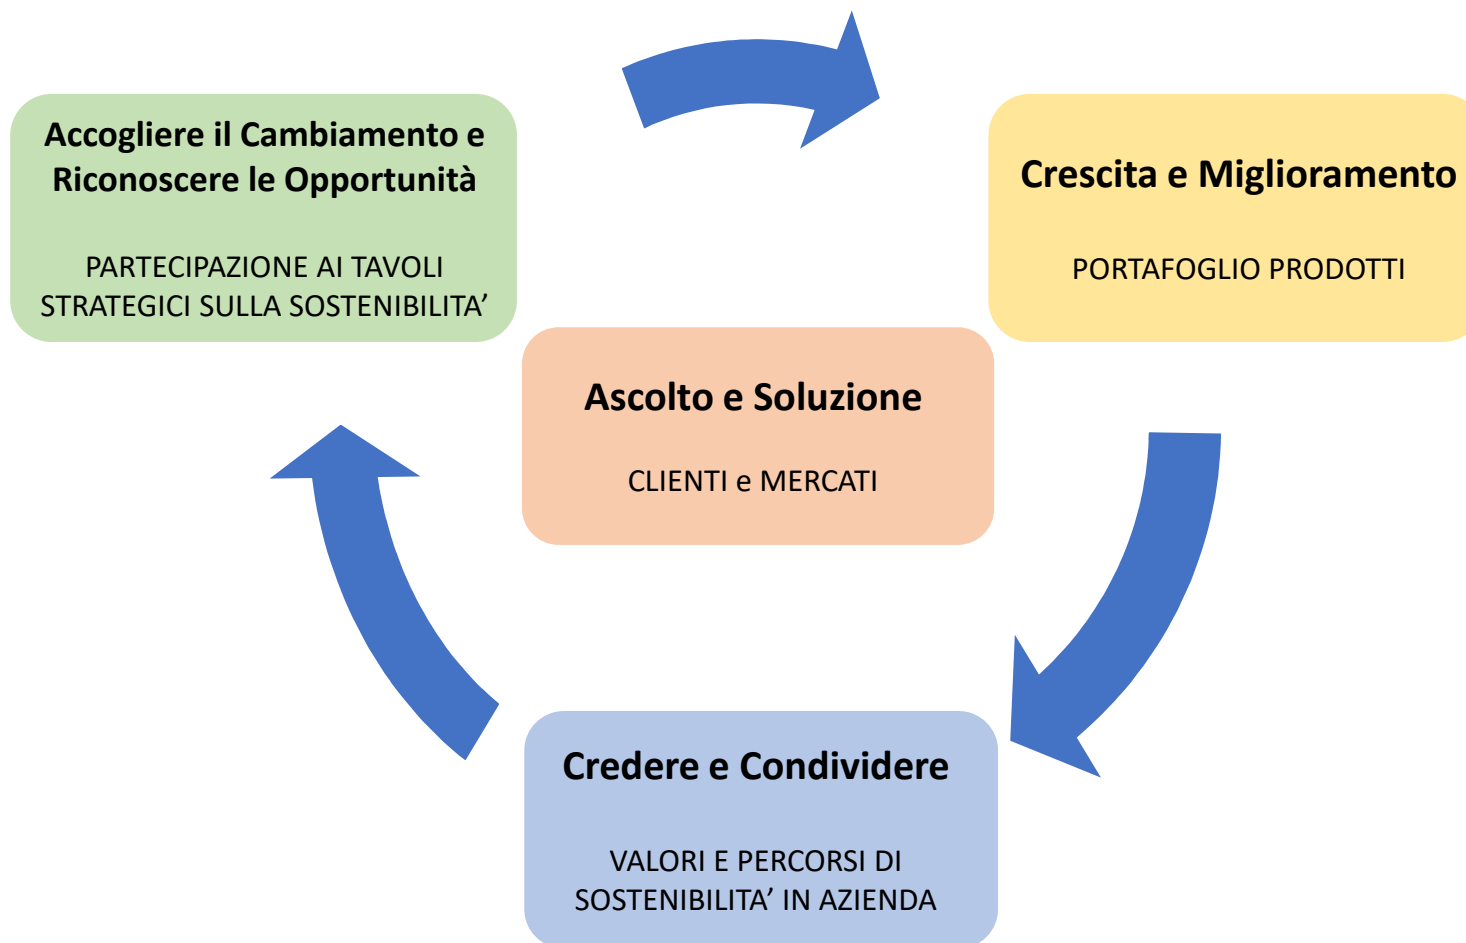 Accogliere il Cambiamento e
Riconoscere le Opportunità
PARTECIPAZIONE AI TAVOLI
STRATEGICI SULLA SOSTENIBILITA’
Crescita e Miglioramento
PORTAFOGLIO PRODOTTI
Ascolto e Soluzione
CLIENTI e MERCATI
Credere e Condividere
VALORI E PERCORSI DI
SOSTENIBILITA’ IN AZIENDA